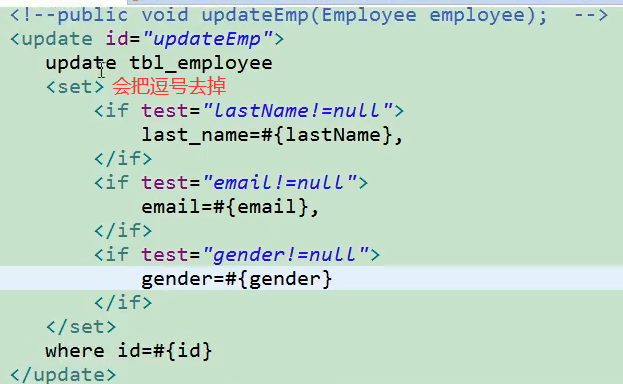 <!--public void updateEmp(Employee employee);  -->
<update id="updateEmp">
update tbl_employee
<set> 会把逗号去掉
<if test="lastName!=null">
last_name=#{lastName},
</if>
<if test="email!=null">
email=#{email},
</if>
<if test="gender!=null">
gender=#{gender}
</if>
</set>
where id=#{id}
</update>